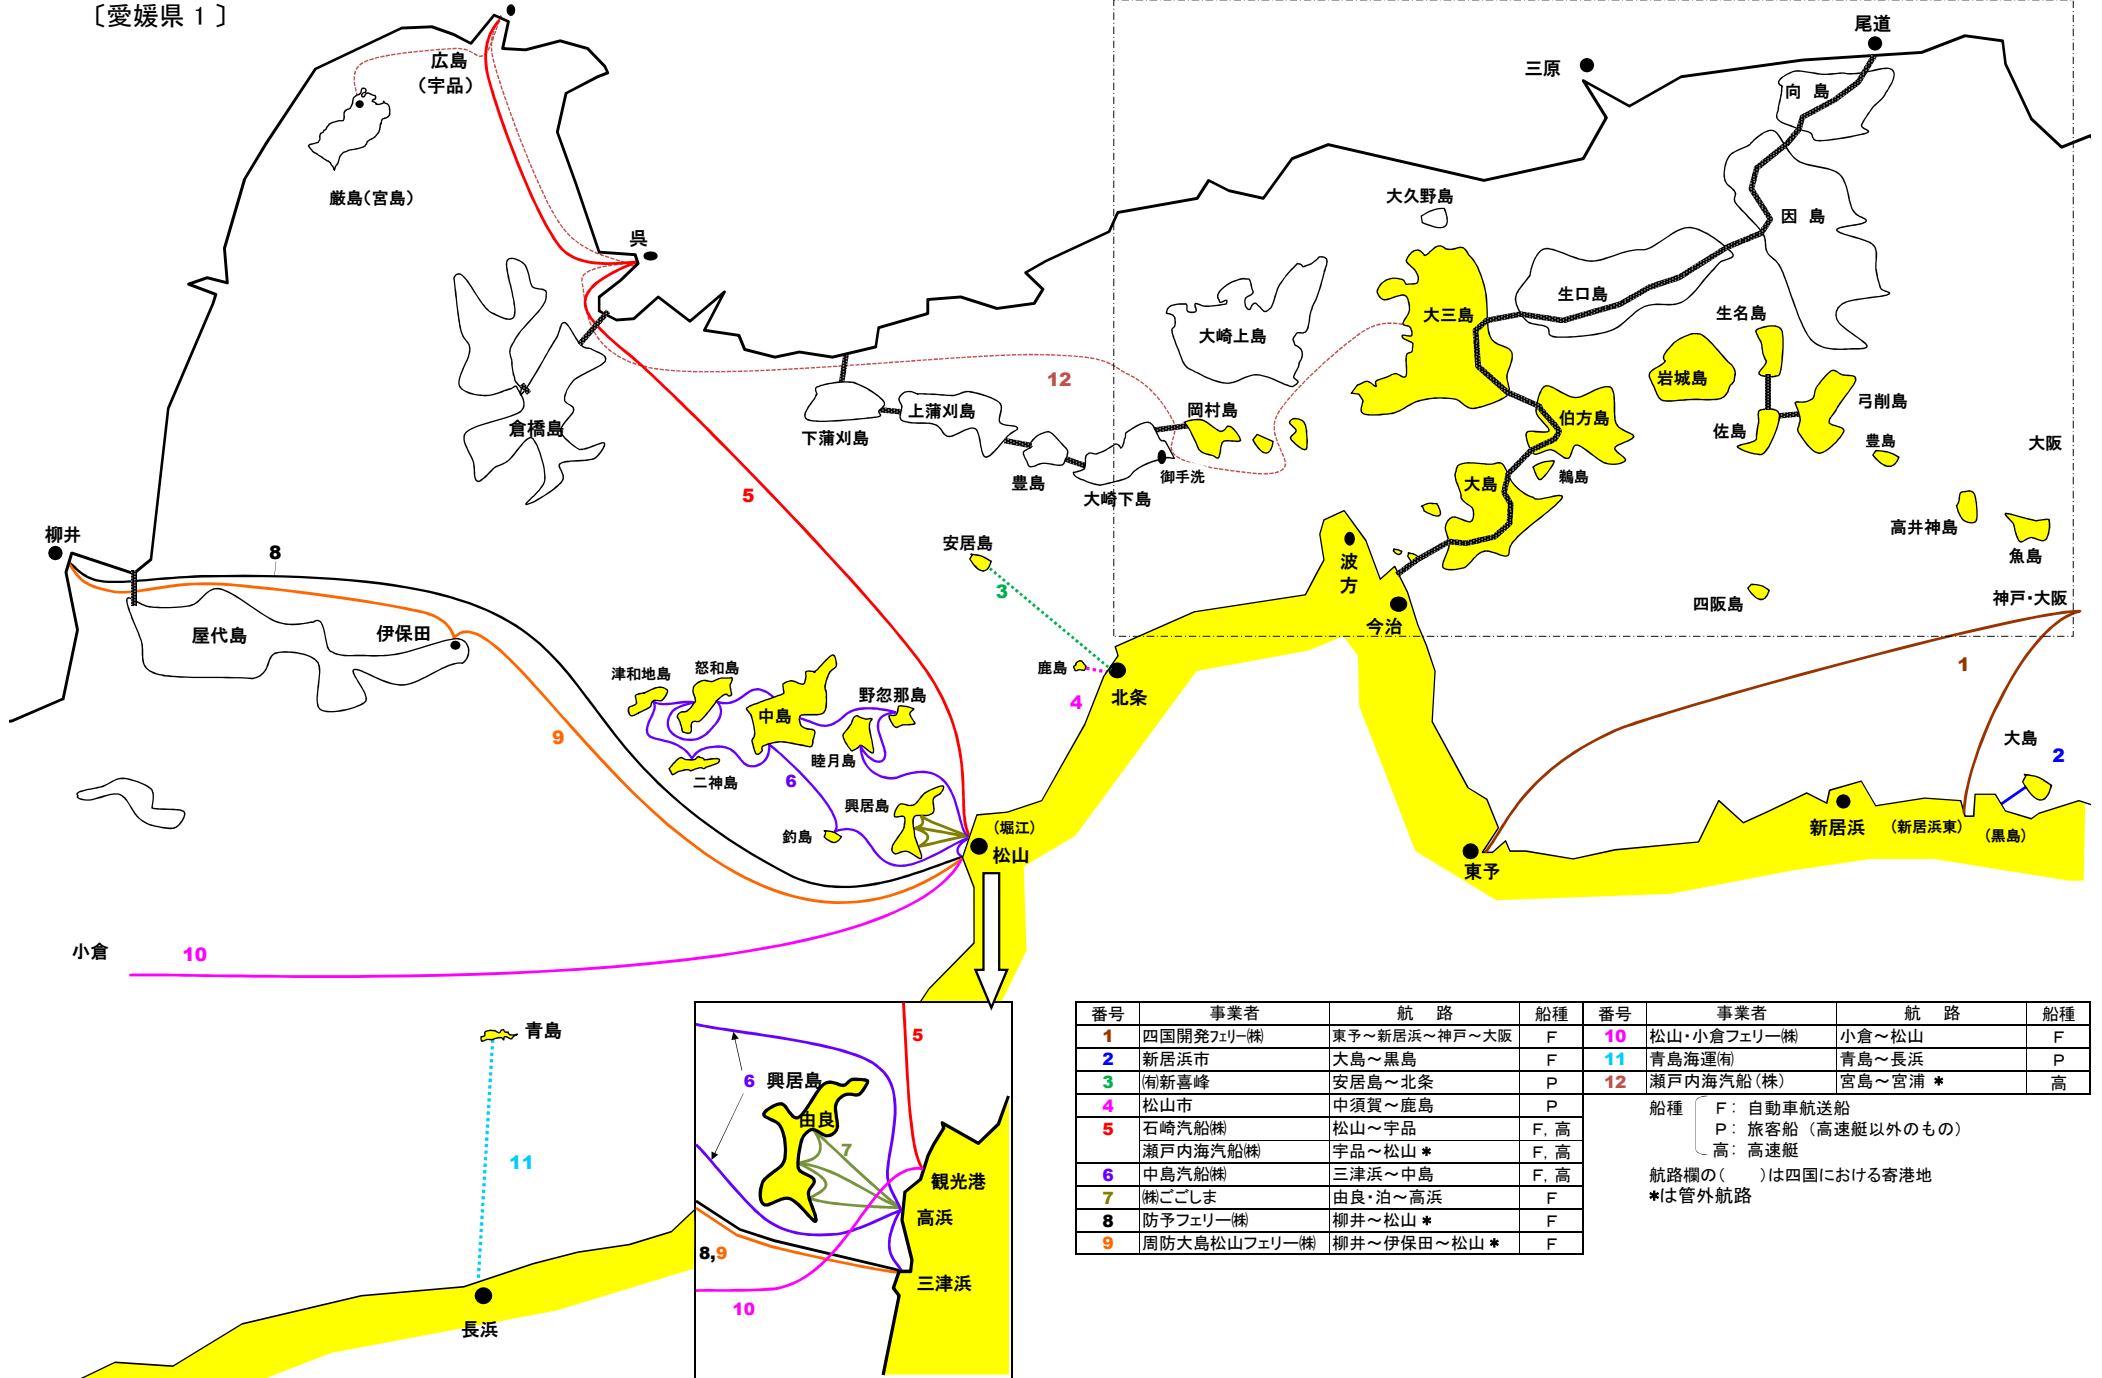 〔愛媛県 1 〕
尾道
三原
広島
（宇品）
向 島
厳島（宮島）
大久野島
因 島
呉
生口島
大三島
生名島
大崎上島
12
岩城島
岡村島
上蒲刈島
伯方島
弓削島
倉橋島
下蒲刈島
佐島
豊島
大阪
御手洗
鵜島
豊島
大島
大崎下島
5
高井神島
柳井
8
安居島
魚島
波
方
3
四阪島
神戸・大阪
今治
屋代島
伊保田
津和地島
怒和島
鹿島
1
野忽那島
北条
4
中島
9
大島
2
睦月島
二神島
6
興居島
釣島
（堀江）
松山
新居浜
（新居浜東）
（黒島）
東予
小倉
10
青島
11
長浜
5
6
興居島
由良
7
観光港
高浜
8,9
三津浜
10
番号 事業者 航 路 船種 番号 事業者 航 路 船種
1 四国開発フェリー㈱ 東予～新居浜～神戸～大阪 F 10 松山・小倉フェリー㈱ 小倉～松山 F
2 新居浜市 大島～黒島 F 11 青島海運㈲ 青島～長浜 P
3 ㈲新喜峰 安居島～北条 P 12 瀬戸内海汽船（株） 宮島～宮浦 * 高
4 松山市 中須賀～鹿島 P
5 石崎汽船㈱ 松山～宇品 F, 高
瀬戸内海汽船㈱ 宇品～松山 * F, 高
6 中島汽船㈱ 三津浜～中島 F, 高
7 ㈱ごごしま 由良・泊～高浜 F
8 防予フェリー㈱ 柳井～松山 * F
9 周防大島松山フェリー㈱ 柳井～伊保田～松山 * F
船種 F： 自動車航送船
P： 旅客船 （高速艇以外のもの）
高： 高速艇
航路欄の（ ）は四国における寄港地
*は管外航路